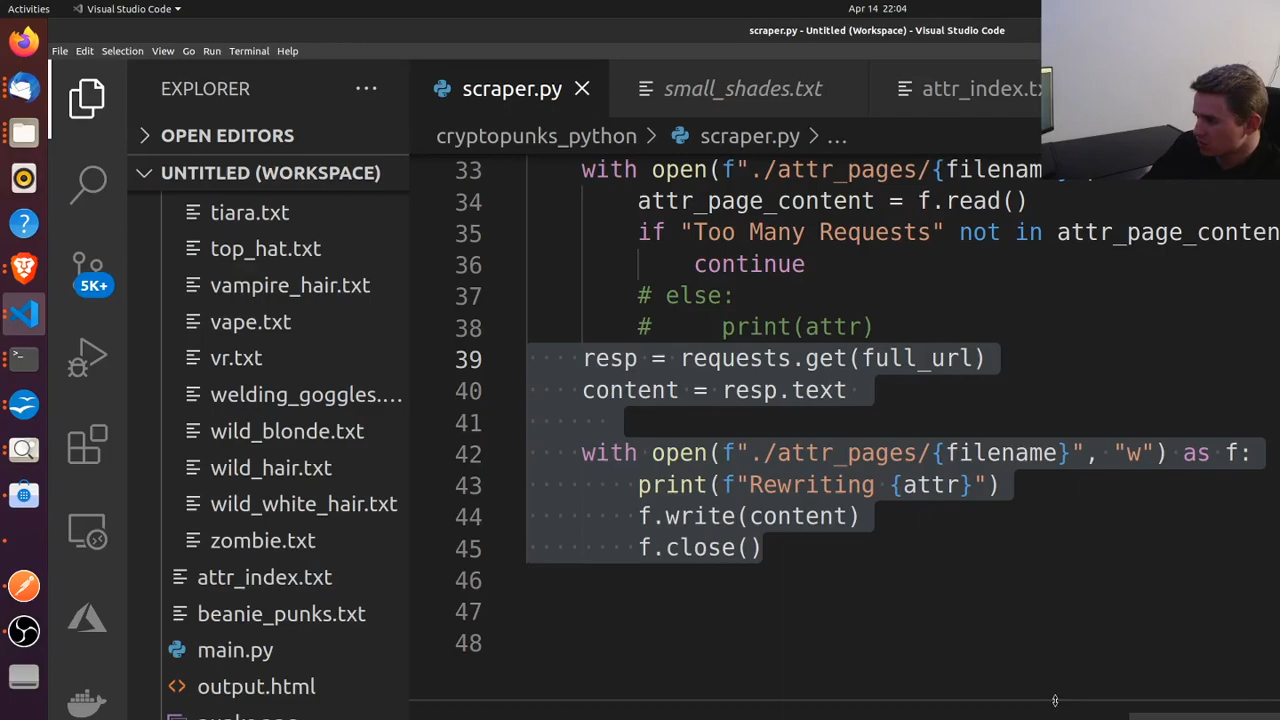 Activities
Visual Studio Code
Apr 14 22:04
scraper.py - Untitled (Workspace) - Visual Studio Code
File Edit Selection View Go Run Terminal Help
EXPLORER
scraper.py
small_shades.txt
attr_index.tx
OPEN EDITORS
cryptopunks_python > scraper.py > ...
UNTITLED (WORKSPACE)
tiara.txt
top_hat.txt
vampire_hair.txt
vape.txt
vr.txt
welding_goggles....
wild_blonde.txt
wild_hair.txt
wild_white_hair.txt
zombie.txt
attr_index.txt
beanie_punks.txt
main.py
output.html
5K+
33 with open(f"./attr_pages/{filename
34 attr_page_content = f.read()
35 if "Too Many Requests" not in attr_page_conten
36 continue
37 # else:
38 # print(attr)
39 resp = requests.get(full_url)
40 content = resp.text
41
42 with open(f"./attr_pages/{filename}", "w") as f:
43 print(f"Rewriting {attr}")
44 f.write(content)
45 f.close()
46
47
48